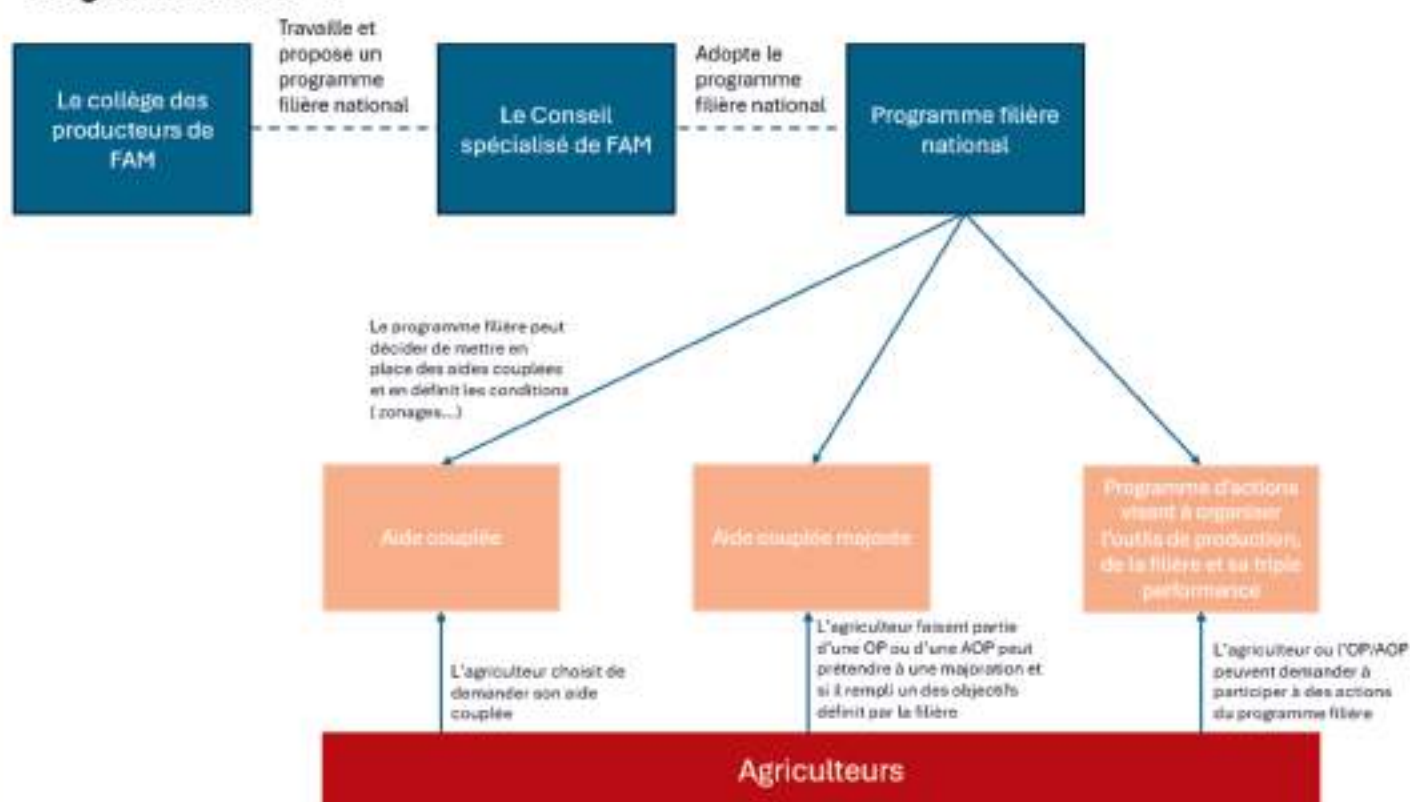 Le collège des
producteurs de
FAM
Travaille et
propose un
programme
filière national
Le Conseil
spécialisé de FAM
Adopte le
programme
filière national
Programme filière
national
Le programme filière peut
décider de mettre en
place des aides couplées
et en définit les conditions
( zonages...)
Aide couplée
Aide couplée majorée
Programme d'actions
visant à organiser
l'outils de production,
de la filière et sa triple
performance
L'agriculteur choisit de
demander son aide
couplée
L'agriculteur faisant partie
d'une OP ou d'une AOP peut
prétendre à une majoration et
si il rempli un des objectifs
définit par la filière
L'agriculteur ou l'OP/AOP
peuvent demander à
participer à des actions
du programme filière
Agriculteurs